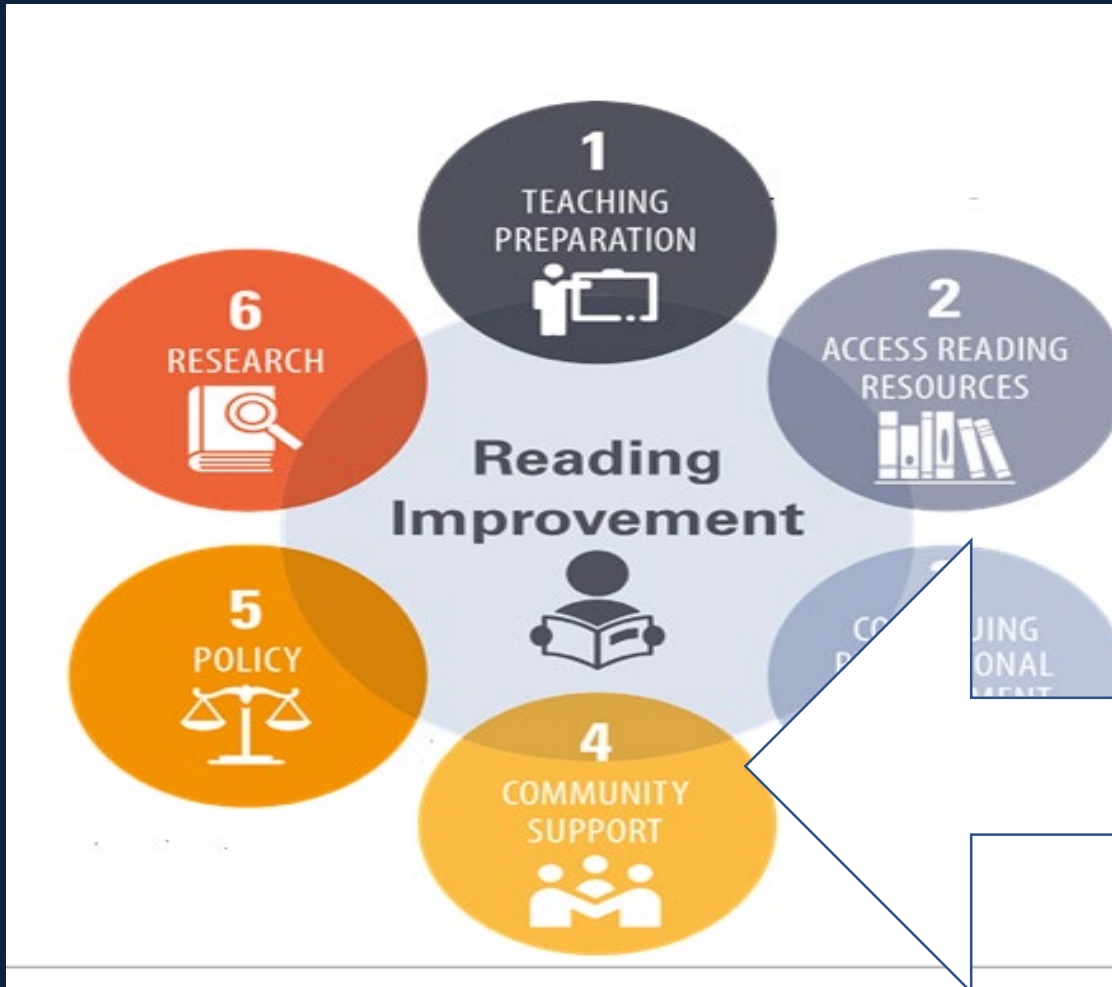 1
TEACHING
PREPARATION
2
ACCESS READING
RESOURCES
6
RESEARCH
Reading
Improvement
5
POLICY
4
COMMUNITY
SUPPORT